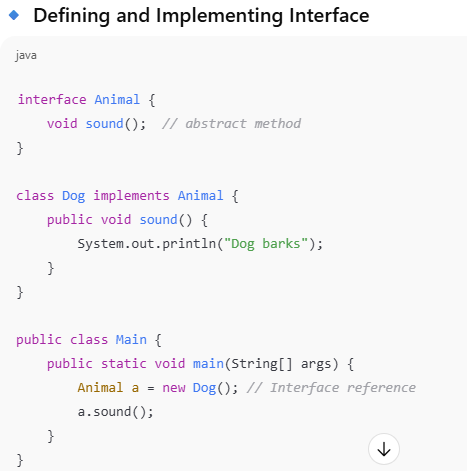 Defining and Implementing Interface
java
interface Animal {
    void sound();  // abstract method
}
class Dog implements Animal {
    public void sound() {
        System.out.println("Dog barks");
    }
}
public class Main {
    public static void main(String[] args) {
        Animal a = new Dog(); // Interface reference
        a.sound();
    }
}